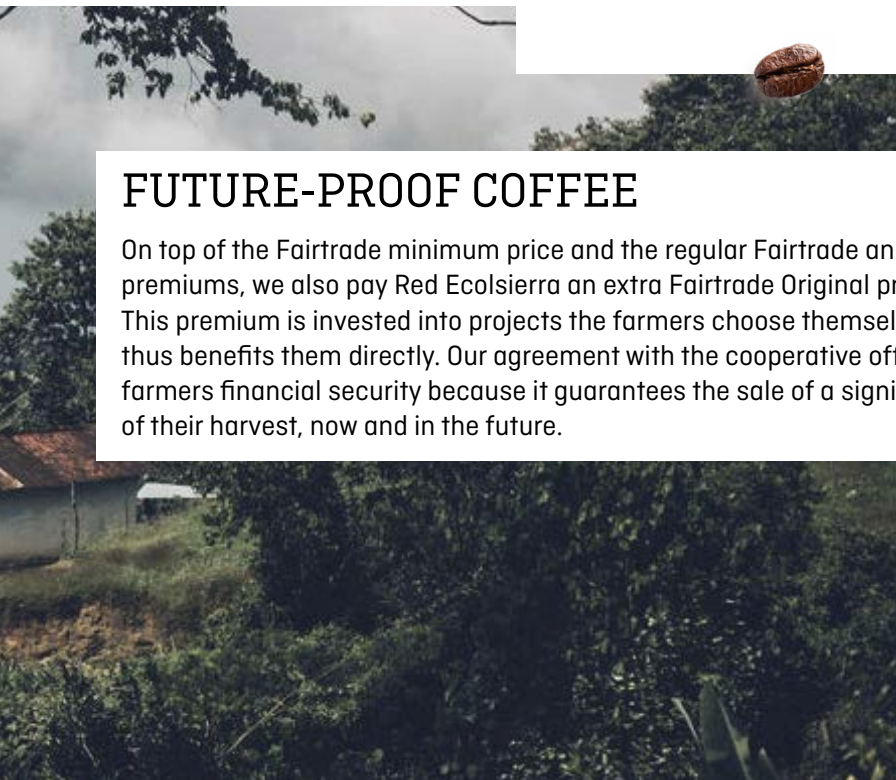 FUTURE-PROOF COFFEE
On top of the Fairtrade minimum price and the regular Fairtrade
premiums, we also pay Red Ecolsierra an extra Fairtrade Original
This premium is invested into projects the farmers choose
thus benefits them directly. Our agreement with the cooperative
farmers financial security because it guarantees the sale of a
of their harvest, now and in the future.